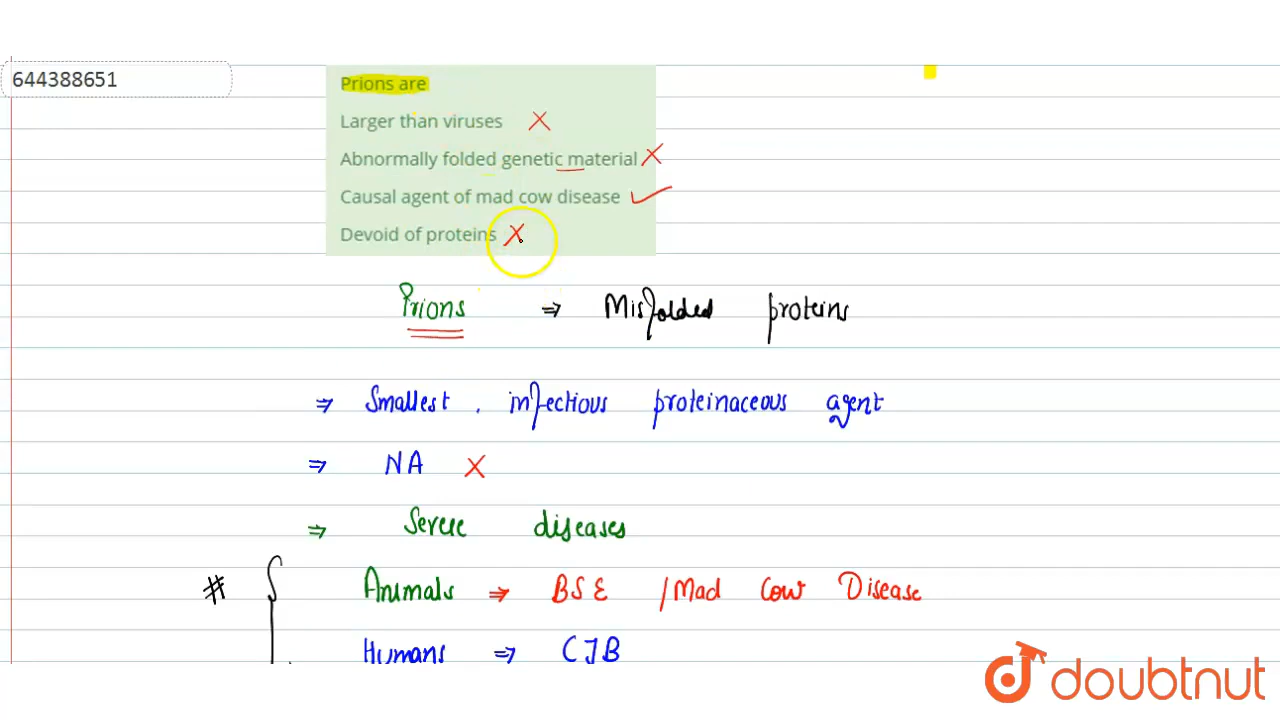 644388651
Prions are
Larger than viruses X
Abnormally folded genetic material X
Causal agent of mad cow disease ✓
Devoid of proteins X
Prions ⇒ Misfolded proteins
⇒ Smallest . infectious proteinaceous agent
⇒ NA X
⇒ Severe diseases
# { Animals ⇒ BSE /Mad Cow Disease
Humans ⇒ CJB
doubtnut